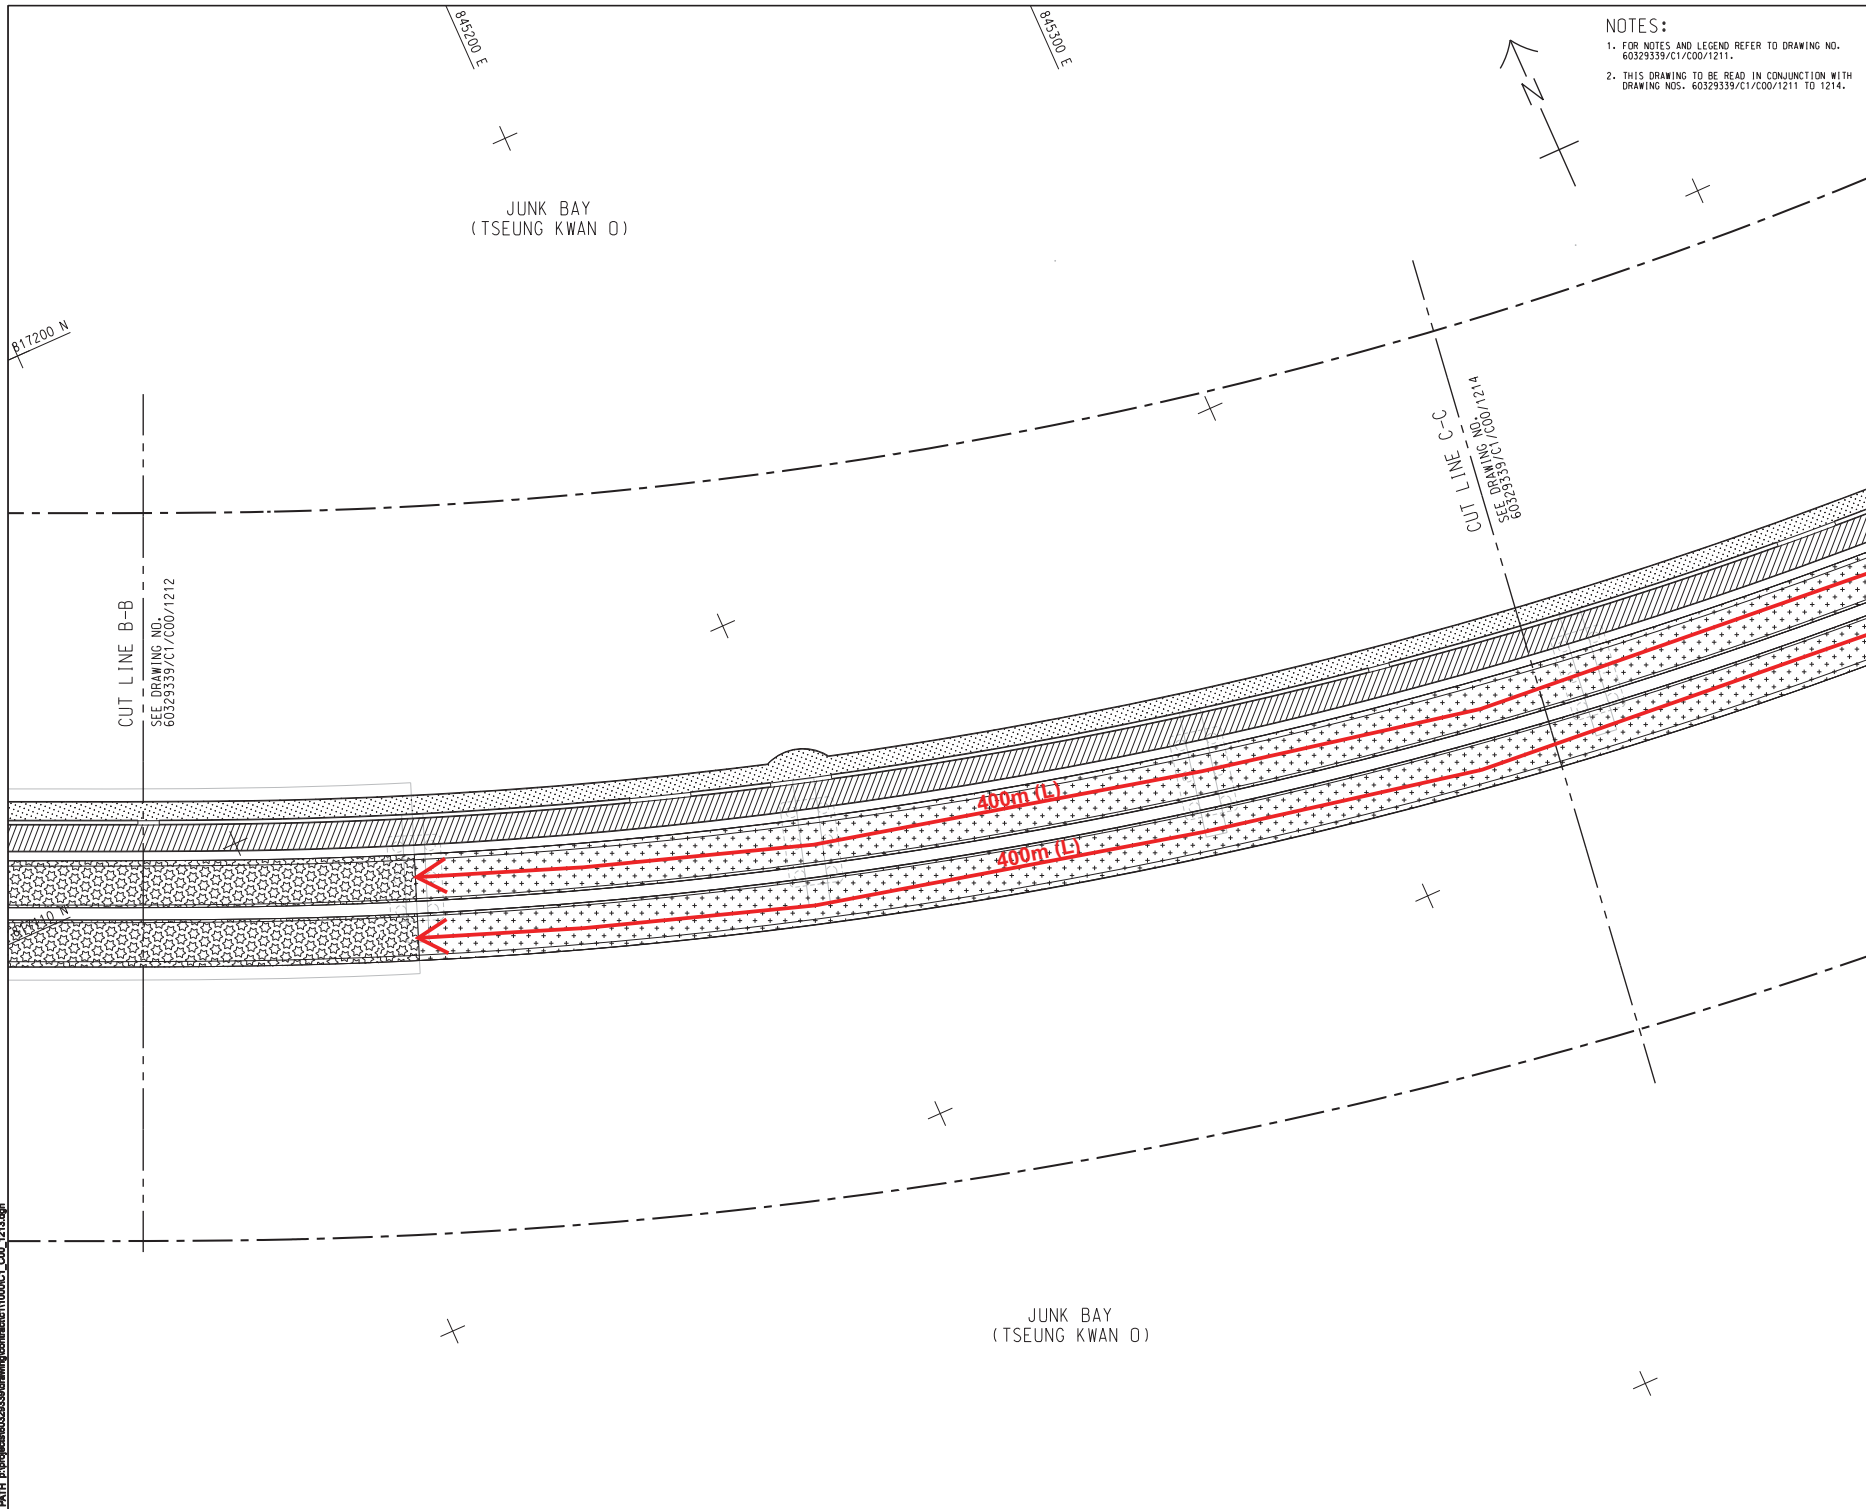 845200 E
845300 E
N
NOTES:
1. FOR NOTES AND LEGEND REFER TO DRAWING NO.
60329339/C1/C00/1211.
2. THIS DRAWING TO BE READ IN CONJUNCTION WITH
DRAWING NOS. 60329339/C1/C00/1211 TO 1214.
JUNK BAY
(TSEUNG KWAN O)
817200 N
CUT LINE C-C
SEE DRAWING NO.
60329339/C1/C00/1214
CUT LINE B-B
SEE DRAWING NO.
60329339/C1/C00/1212
400m (L)
400m (L)
JUNK BAY
(TSEUNG KWAN O)